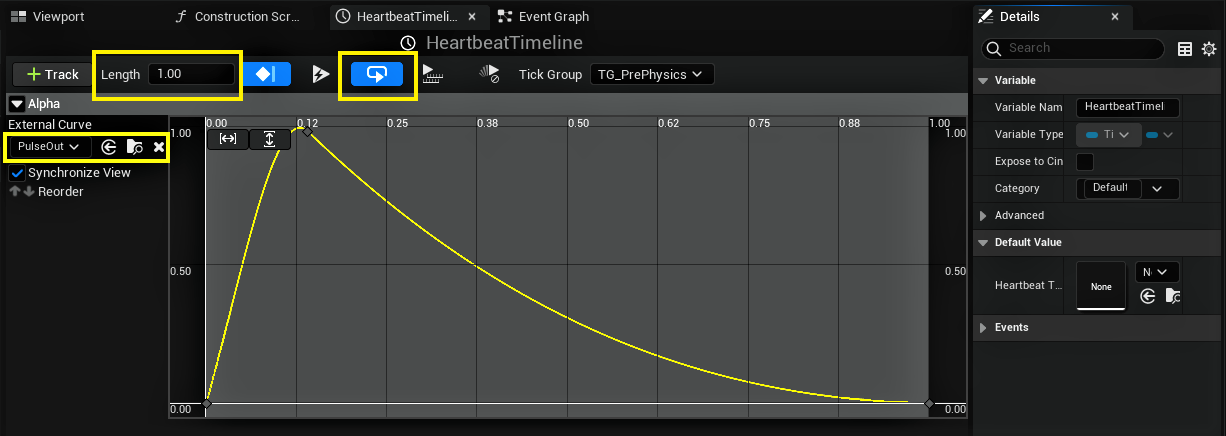 Viewport
Construction Scr...
HeartbeatTimeli...
Event Graph
Details
HeartbeatTimeline
Search
+ Track
Length
1.00
Tick Group
TG_PrePhysics
Variable
Alpha
Variable Nam
HeartbeatTimel
External Curve
0.00 0.12 0.25 0.38 0.50 0.62 0.75 0.88 1.00
1.00
1.00
Variable Type
Ti
PulseOut
Expose to Cin
Synchronize View
Category
Default
Reorder
Advanced
Default Value
0.50
0.50
Heartbeat T...
None
Events
0.00
0.00